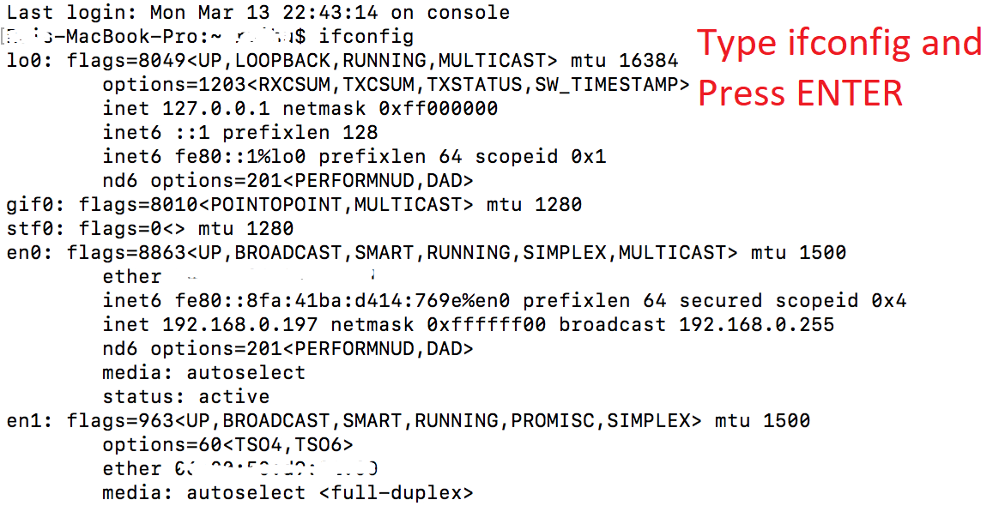 Last login: Mon Mar 13 22:43:14 on console
-MacBook-Pro:~ $ ifconfig
Type ifconfig and
Press ENTER
lo0: flags=8049<UP,LOOPBACK,RUNNING,MULTICAST> mtu 16384
options=1203<RXCSUM,TXCSUM,TXSTATUS,SW_TIMESTAMP>
inet 127.0.0.1 netmask 0xff000000
inet6 ::1 prefixlen 128
inet6 fe80::1%lo0 prefixlen 64 scopeid 0x1
nd6 options=201<PERFORMNUD,DAD>
gif0: flags=8010<POINTOPOINT,MULTICAST> mtu 1280
stf0: flags=0<> mtu 1280
en0: flags=8863<UP,BROADCAST,SMART,RUNNING,SIMPLEX,MULTICAST> mtu 1500
ether
inet6 fe80::8fa:41ba:d414:769e%en0 prefixlen 64 secured scopeid 0x4
inet 192.168.0.197 netmask 0xffffff00 broadcast 192.168.0.255
nd6 options=201<PERFORMNUD,DAD>
media: autoselect
status: active
en1: flags=963<UP,BROADCAST,SMART,RUNNING,PROMISC,SIMPLEX> mtu 1500
options=60<TSO4,TSO6>
ether
media: autoselect <full-duplex>